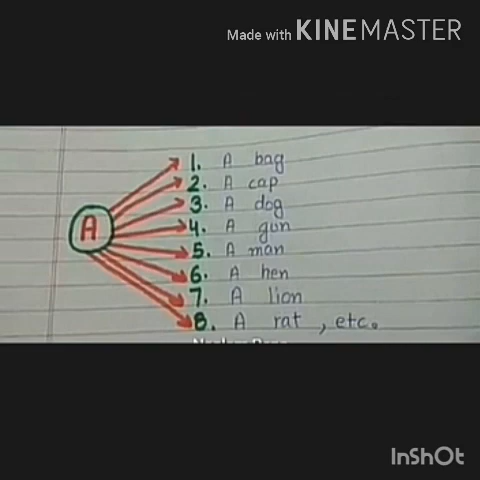 Made with KINEMASTER
A
1. A bag
2. A cap
3. A dog
4. A gun
5. A man
6. A hen
7. A lion
8. A rat, etc.
InShOt